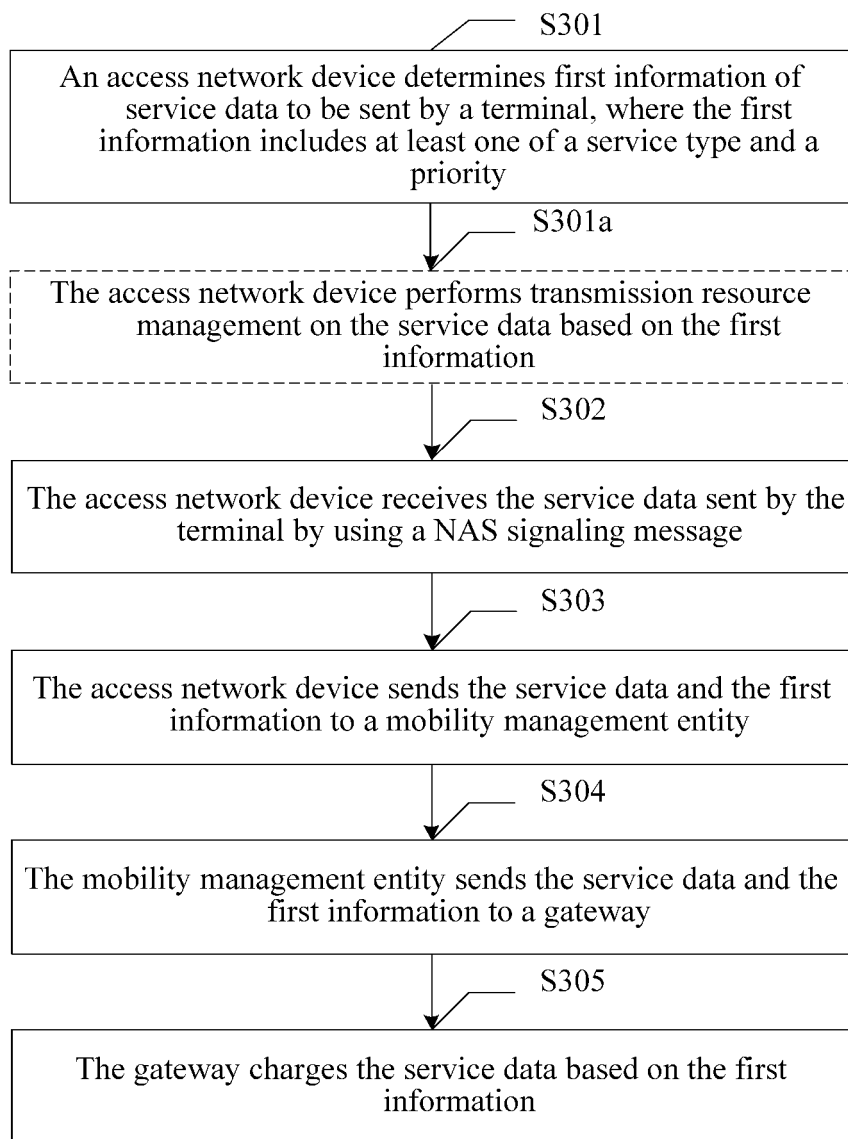 S301
An access network device determines first information of
service data to be sent by a terminal, where the first
information includes at least one of a service type and a
priority
S301a
The access network device performs transmission resource
management on the service data based on the first
information
S302
The access network device receives the service data sent by the
terminal by using a NAS signaling message
S303
The access network device sends the service data and the first
information to a mobility management entity
S304
The mobility management entity sends the service data and the
first information to a gateway
S305
The gateway charges the service data based on the first
information